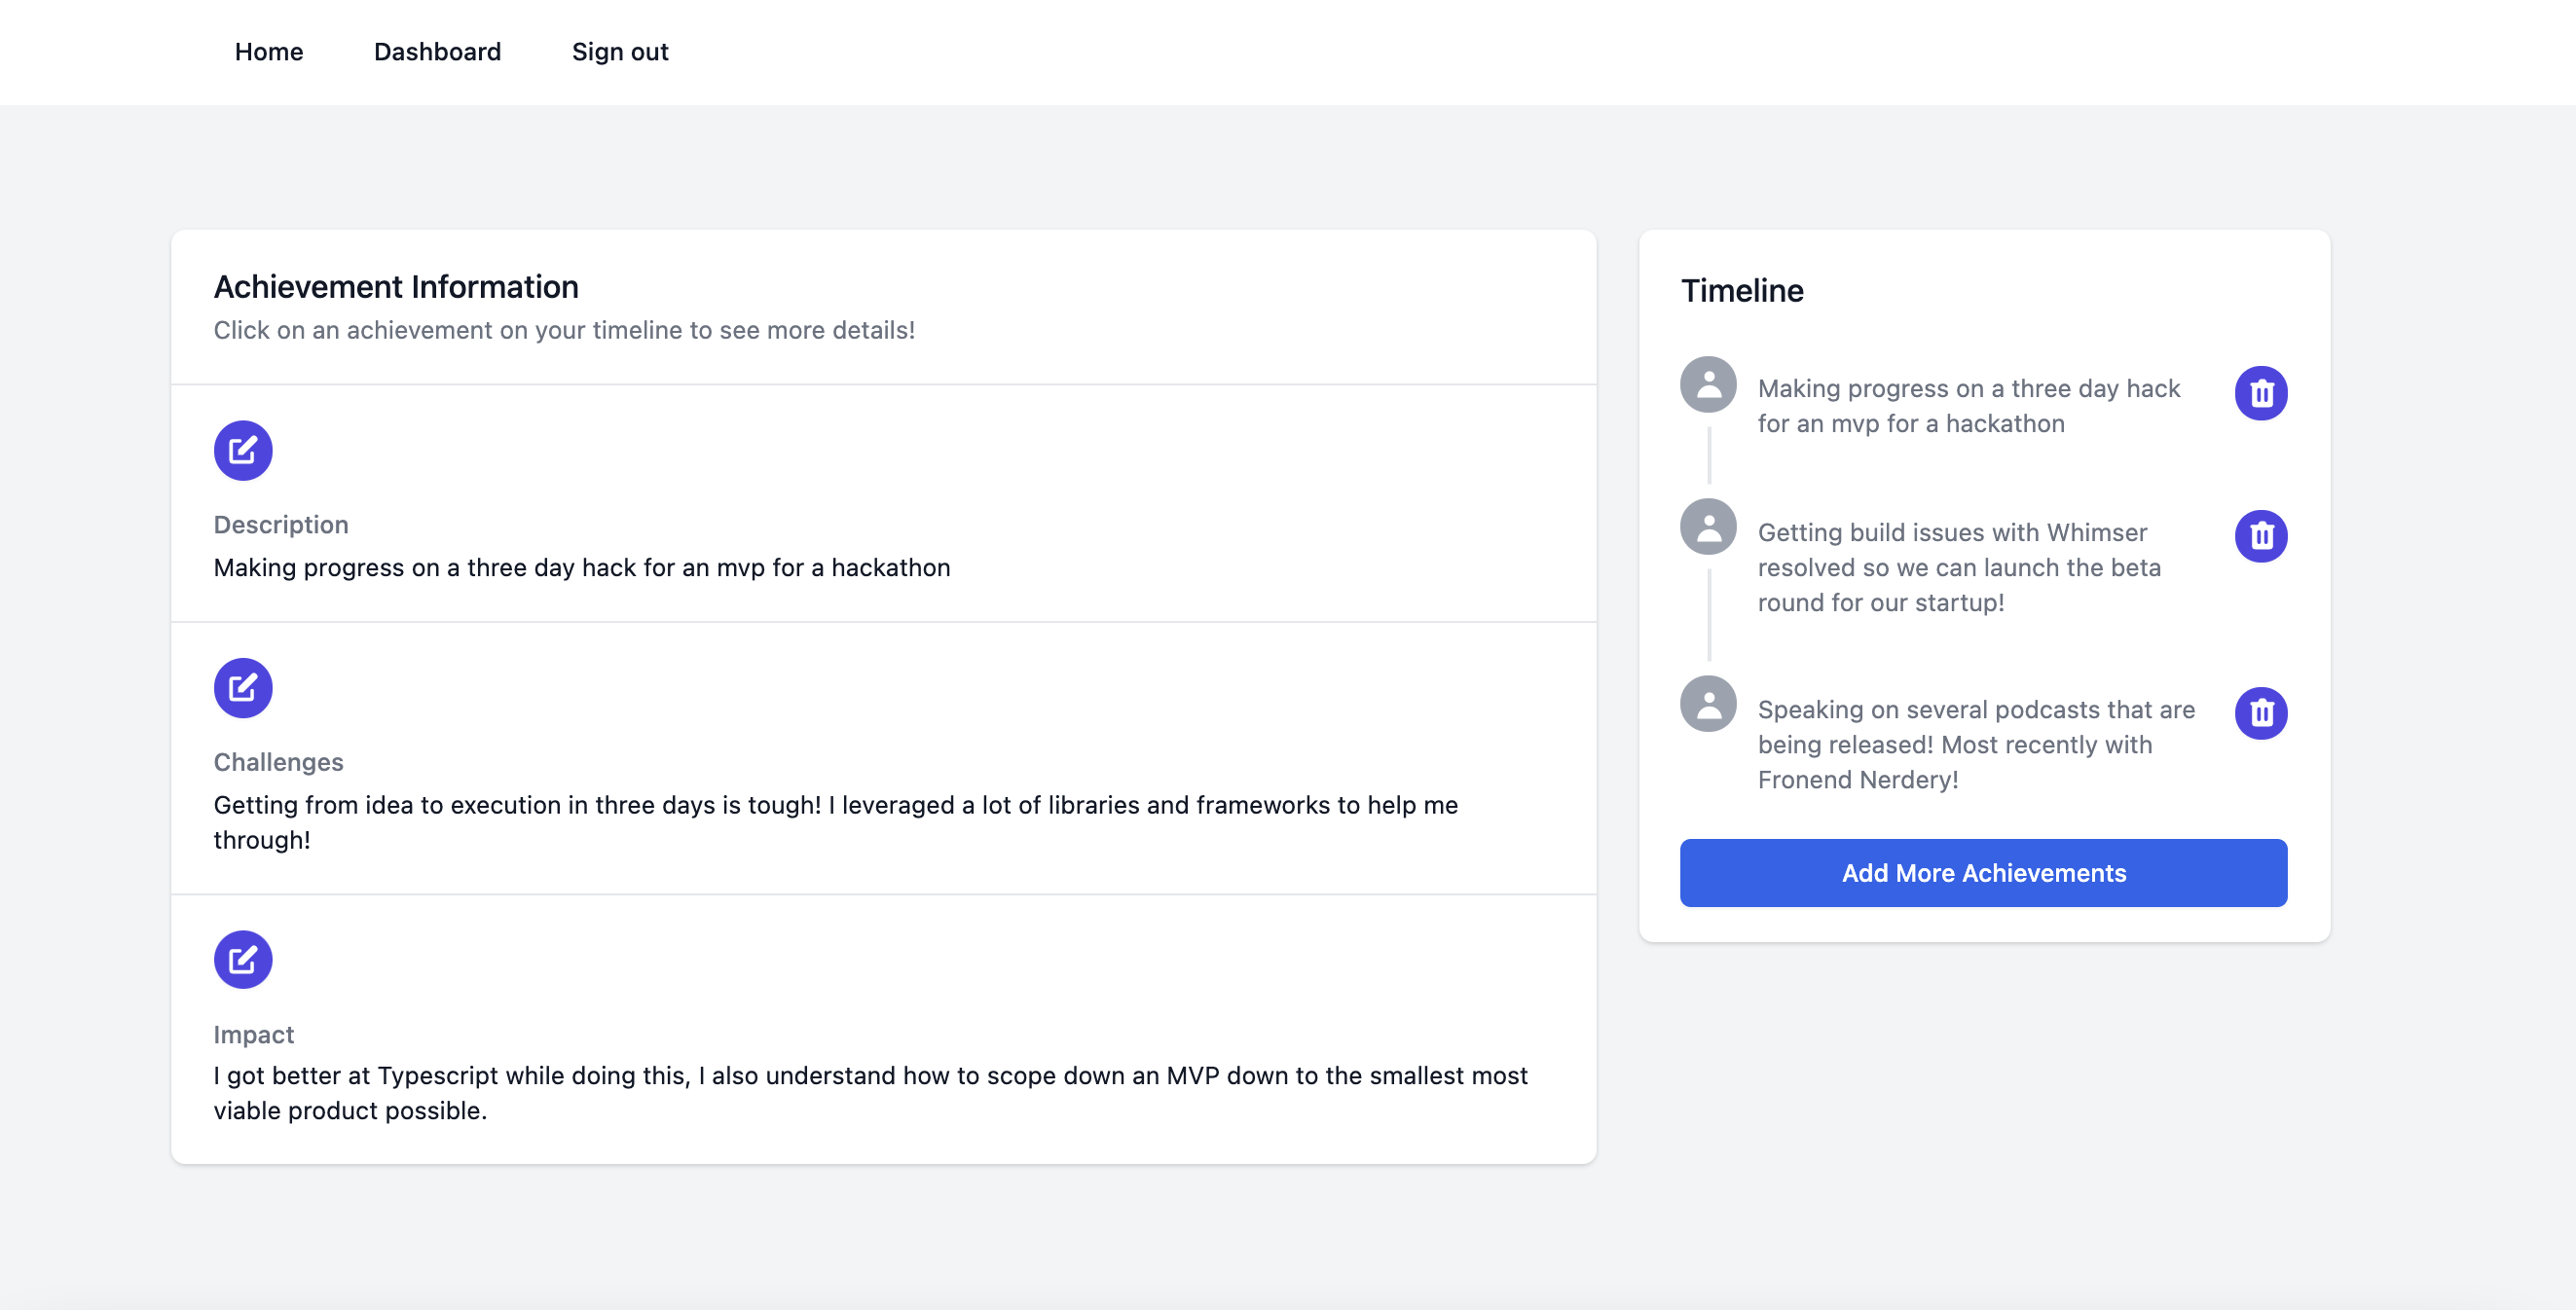 Home
Dashboard
Sign out
Achievement Information
Click on an achievement on your timeline to see more details!
Description
Making progress on a three day hack for an mvp for a hackathon
Challenges
Getting from idea to execution in three days is tough! I leveraged a lot of libraries and frameworks to help me
through!
Impact
I got better at Typescript while doing this, I also understand how to scope down an MVP down to the smallest most
viable product possible.
Timeline
Making progress on a three day hack
for an mvp for a hackathon
Getting build issues with Whimser
resolved so we can launch the beta
round for our startup!
Speaking on several podcasts that are
being released! Most recently with
Fronend Nerdery!
Add More Achievements